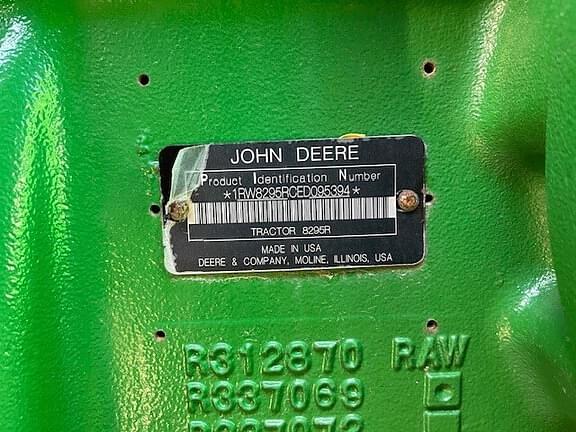 JOHN DEERE
Product Identification Number
*1RW8295RCED095394*
TRACTOR 8295R
MADE IN USA
DEERE & COMPANY, MOLINE, ILLINOIS, USA
R312870 RAW
R337069